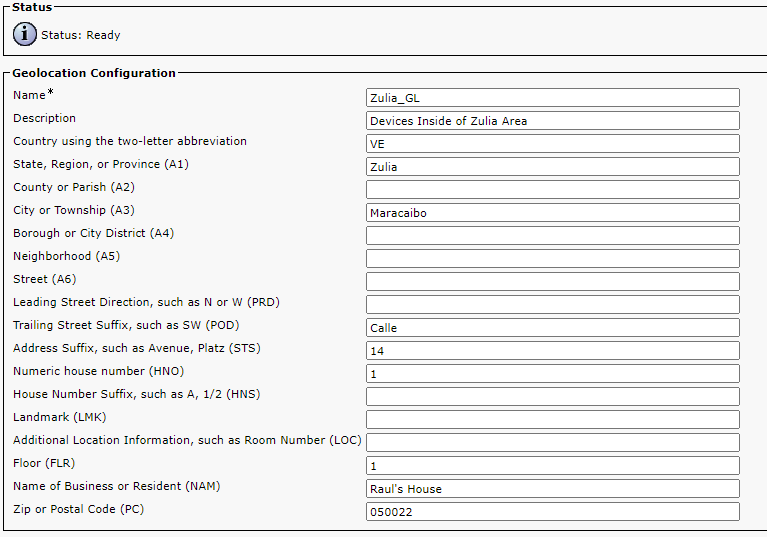 Status
i Status: Ready
Geolocation Configuration
Name* Zulia_GL
Description Devices Inside of Zulia Area
Country using the two-letter abbreviation VE
State, Region, or Province (A1) Zulia
County or Parish (A2)
City or Township (A3) Maracaibo
Borough or City District (A4)
Neighborhood (A5)
Street (A6)
Leading Street Direction, such as N or W (PRD)
Trailing Street Suffix, such as SW (POD) Calle
Address Suffix, such as Avenue, Platz (STS) 14
Numeric house number (HNO) 1
House Number Suffix, such as A, 1/2 (HNS)
Landmark (LMK)
Additional Location Information, such as Room Number (LOC)
Floor (FLR) 1
Name of Business or Resident (NAM) Raul's House
Zip or Postal Code (PC) 050022